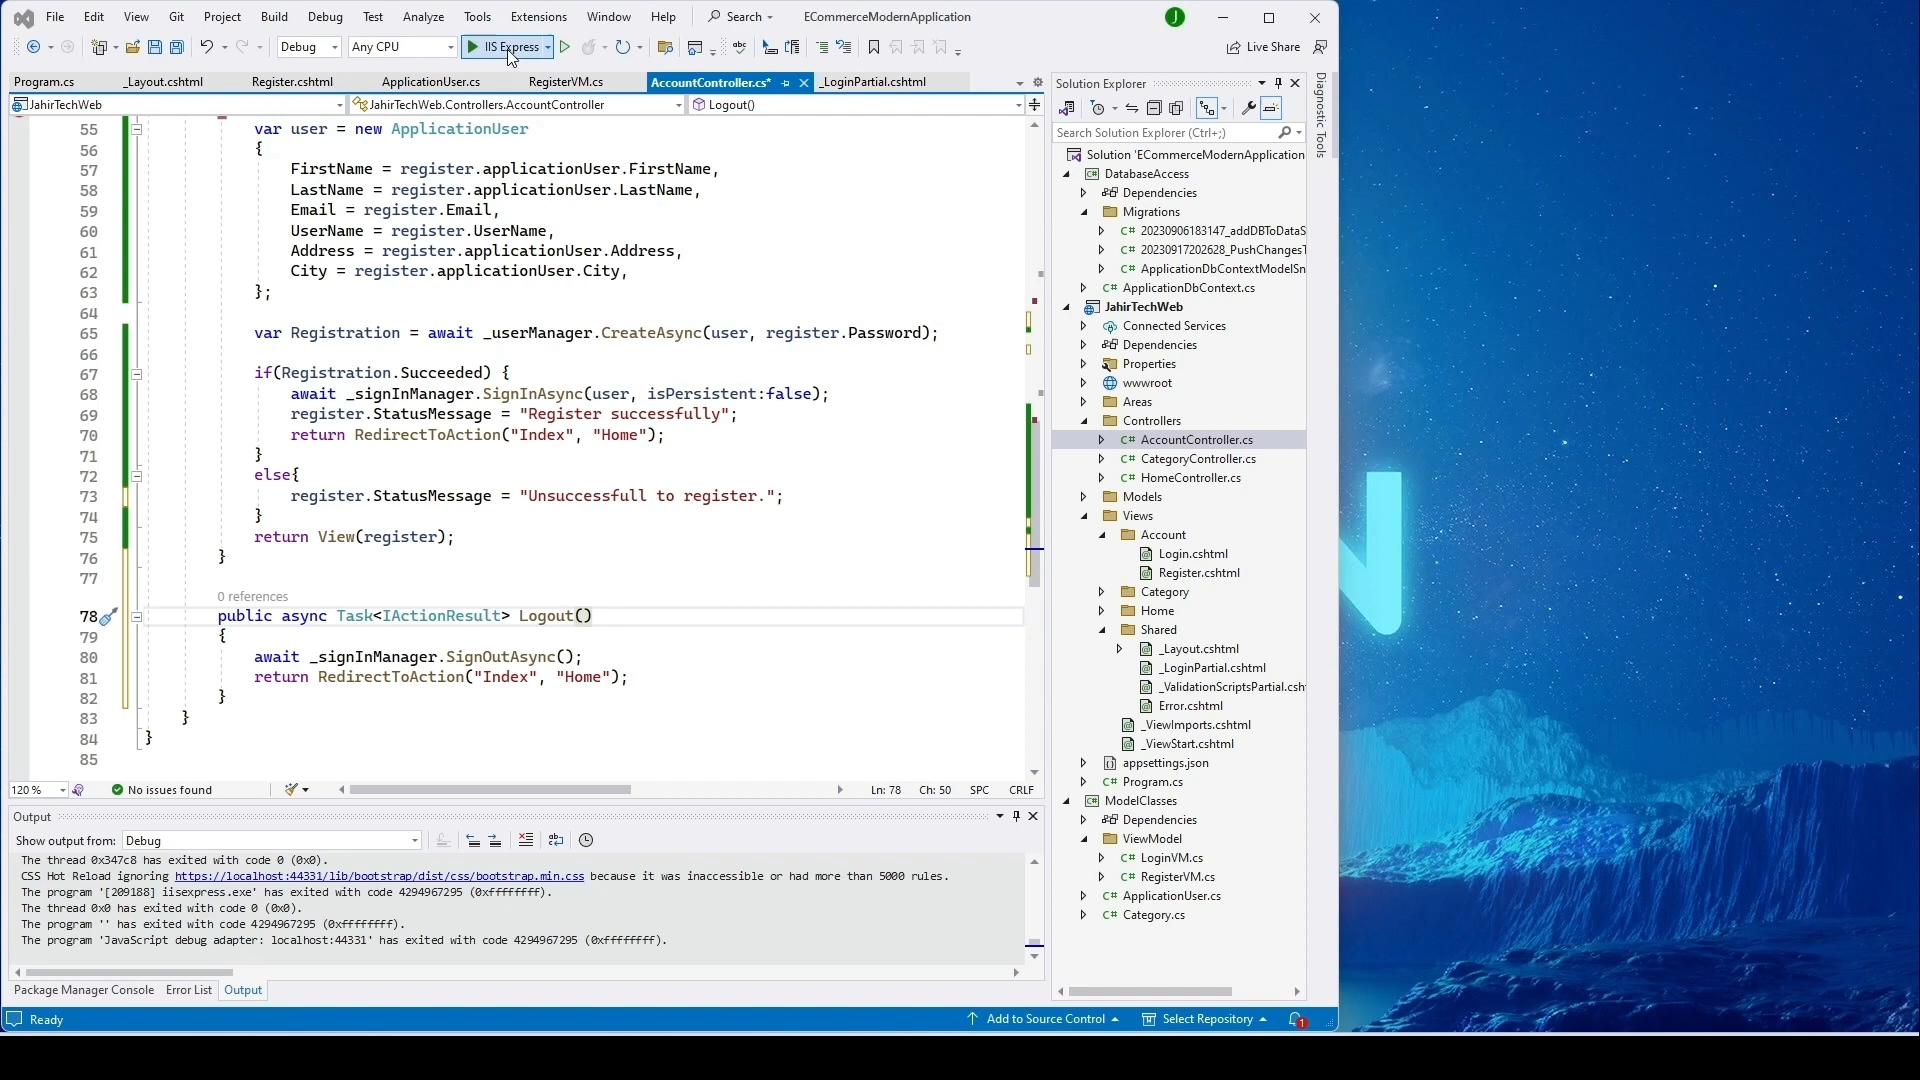 File Edit View Git Project Build Debug Test Analyze Tools Extensions Window Help Search ECommerceModernApplication J
Debug Any CPU IIS Express Live Share
Program.cs _Layout.cshtml Register.cshtml ApplicationUser.cs RegisterVM.cs AccountController.cs* _LoginPartial.cshtml
JahirTechWeb JahirTechWeb.Controllers.AccountController Logout()
55 var user = new ApplicationUser
56 {
57 FirstName = register.applicationUser.FirstName,
58 LastName = register.applicationUser.LastName,
59 Email = register.Email,
60 UserName = register.UserName,
61 Address = register.applicationUser.Address,
62 City = register.applicationUser.City,
63 };
64
65 var Registration = await _userManager.CreateAsync(user, register.Password);
66
67 if(Registration.Succeeded) {
68 await _signInManager.SignInAsync(user, isPersistent:false);
69 register.StatusMessage = "Register successfully";
70 return RedirectToAction("Index", "Home");
71 }
72 else{
73 register.StatusMessage = "Unsuccessfull to register.";
74 }
75 return View(register);
76 }
77
0 references
78 public async Task<IActionResult> Logout()
79 {
80 await _signInManager.SignOutAsync();
81 return RedirectToAction("Index", "Home");
82 }
83 }
84 }
85
120 % No issues found Ln: 78 Ch: 50 SPC CRLF
Output
Show output from: Debug
The thread 0x347c8 has exited with code 0 (0x0).
CSS Hot Reload ignoring https://localhost:44331/lib/bootstrap/dist/css/bootstrap.min.css because it was inaccessible or had more than 5000 rules.
The program '[209188] iisexpress.exe' has exited with code 4294967295 (0xffffffff).
The thread 0x0 has exited with code 0 (0x0).
The program '' has exited with code 4294967295 (0xffffffff).
The program 'JavaScript debug adapter: localhost:44331' has exited with code 4294967295 (0xffffffff).
Package Manager Console Error List Output
Ready Add to Source Control Select Repository 1
Solution Explorer
Search Solution Explorer (Ctrl+;)
Solution 'ECommerceModernApplication
DatabaseAccess
Dependencies
Migrations
C# 20230906183147_addDBToDataS
C# 20230917202628_PushChangesT
C# ApplicationDbContextModelSn
C# ApplicationDbContext.cs
JahirTechWeb
Connected Services
Dependencies
Properties
wwwroot
Areas
Controllers
C# AccountController.cs
C# CategoryController.cs
C# HomeController.cs
Models
Views
Account
Login.cshtml
Register.cshtml
Category
Home
Shared
_Layout.cshtml
_LoginPartial.cshtml
_ValidationScriptsPartial.csht
Error.cshtml
_ViewImports.cshtml
_ViewStart.cshtml
appsettings.json
C# Program.cs
ModelClasses
Dependencies
ViewModel
C# LoginVM.cs
C# RegisterVM.cs
C# ApplicationUser.cs
C# Category.cs
Diagnostic Tools
N